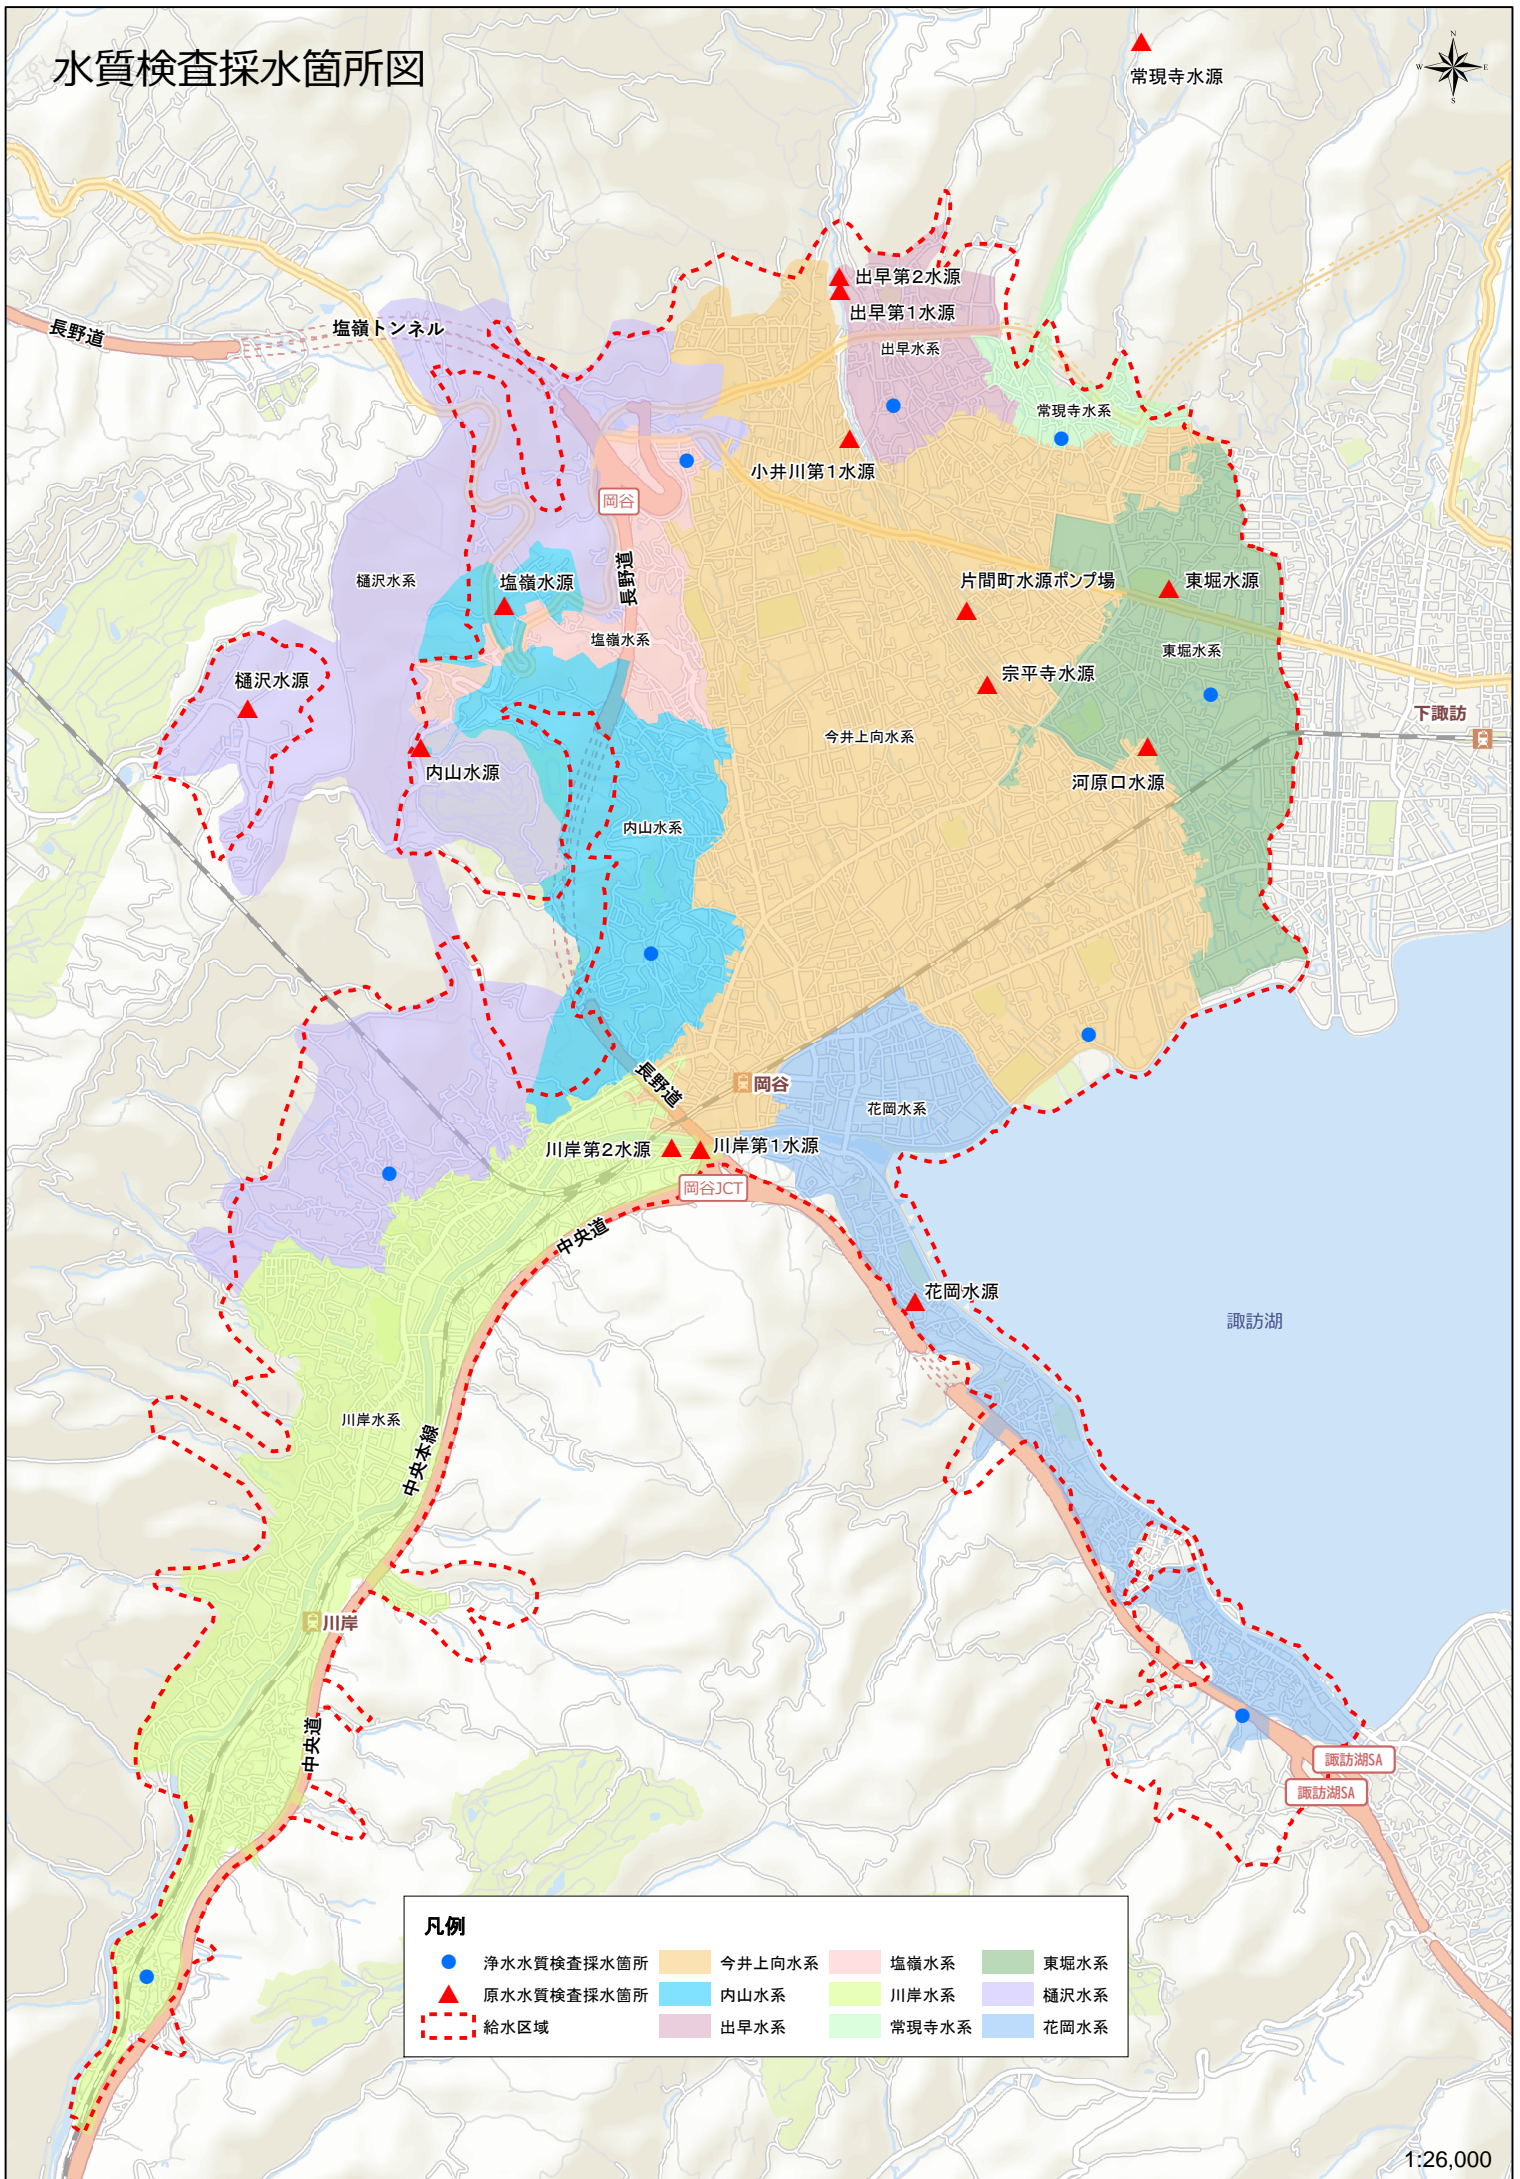 水質検査採水箇所図
常現寺水源
N
W
E
S
出早第2水源
出早第1水源
長野道
塩嶺トンネル
出早水系
常現寺水系
小井川第1水源
岡谷
長野道
樋沢水系
塩嶺水源
片間町水源ポンプ場
東堀水源
塩嶺水系
東堀水系
樋沢水源
宗平寺水源
下諏訪
今井上向水系
内山水源
河原口水源
内山水系
長野道
岡谷
花岡水系
川岸第2水源
川岸第1水源
岡谷JCT
中央道
花岡水源
諏訪湖
川岸水系
中央本線
川岸
中央道
諏訪湖SA
諏訪湖SA
凡例
浄水水質検査採水箇所
今井上向水系
塩嶺水系
東堀水系
原水水質検査採水箇所
内山水系
川岸水系
樋沢水系
給水区域
出早水系
常現寺水系
花岡水系
1:26,000